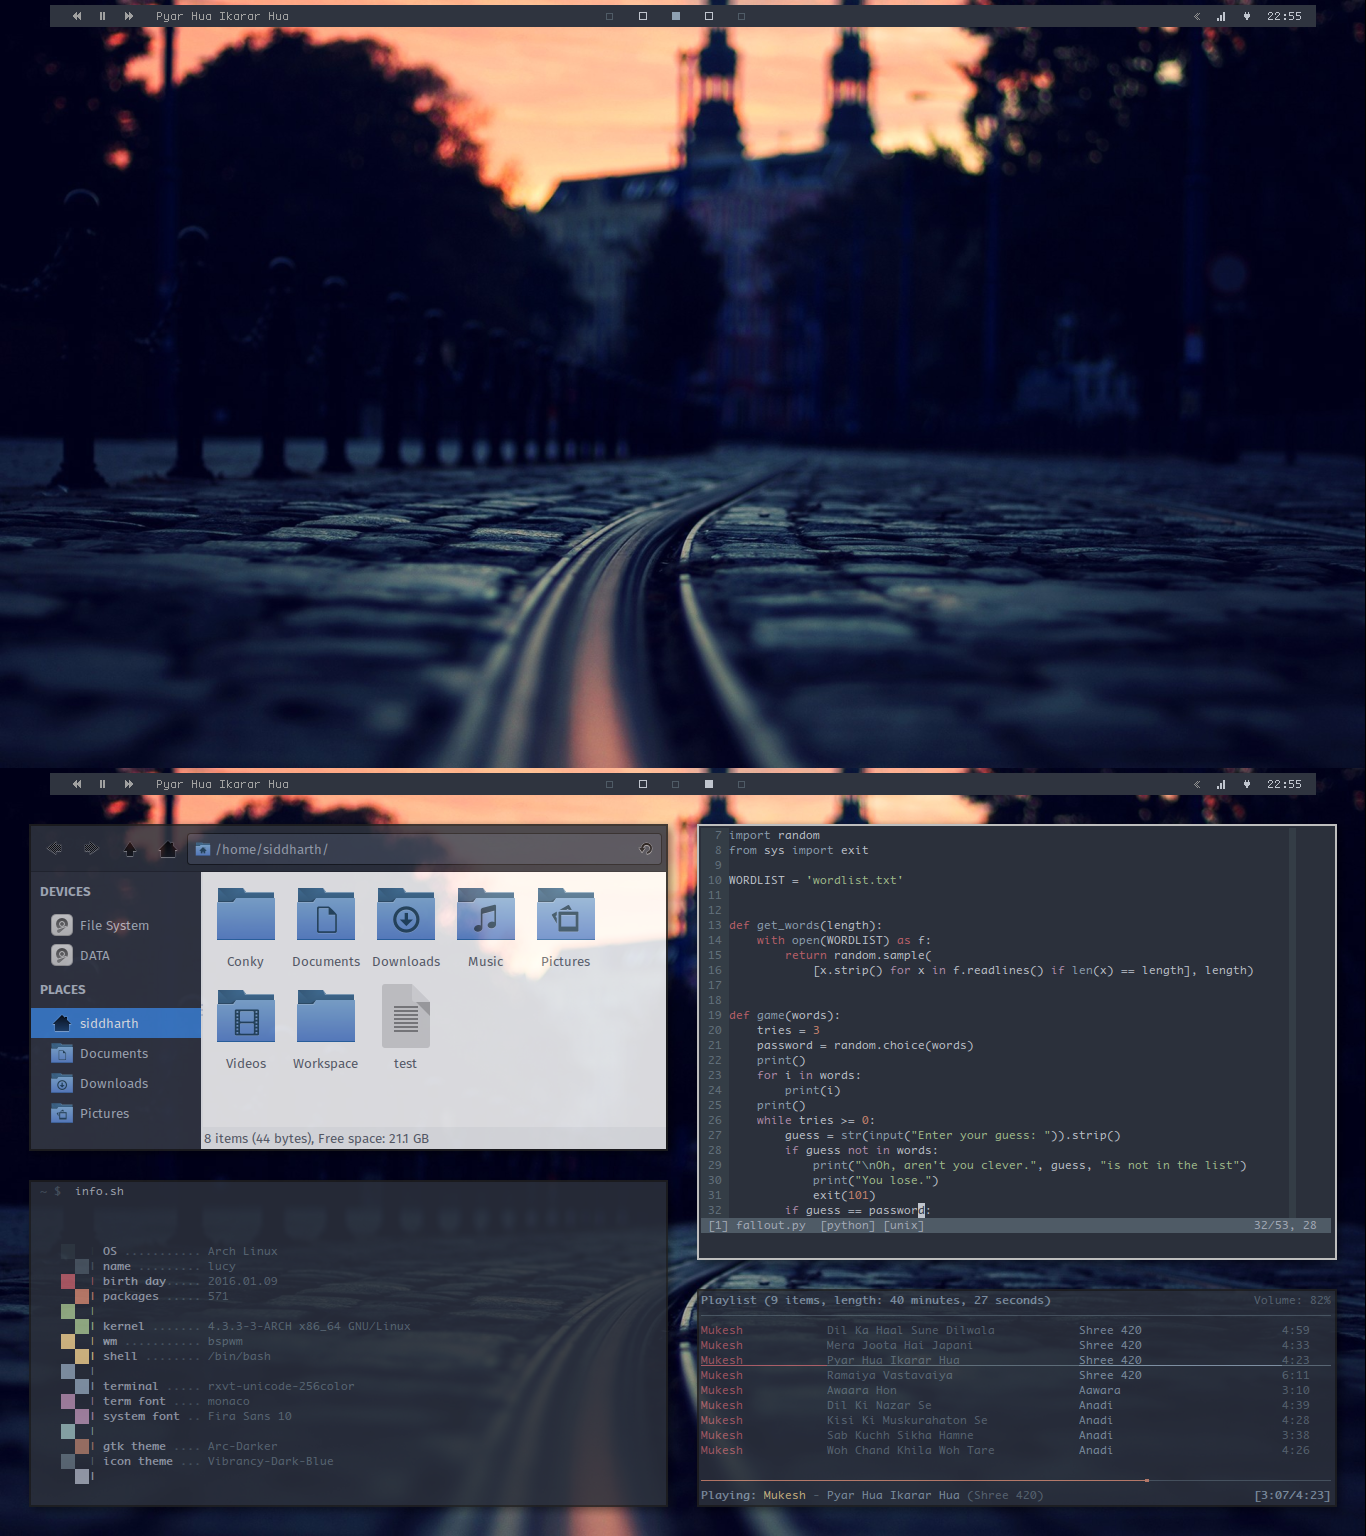 Pyar Hua Ikarar Hua
22:55
Pyar Hua Ikarar Hua
22:55
/home/siddharth/
DEVICES
File System
DATA
PLACES
siddharth
Documents
Downloads
Pictures
Conky Documents Downloads Music Pictures
Videos Workspace test
8 items (44 bytes), Free space: 21.1 GB
7 import random
8 from sys import exit
9
10 WORDLIST = 'wordlist.txt'
11
12
13 def get_words(length):
14     with open(WORDLIST) as f:
15         return random.sample(
16             [x.strip() for x in f.readlines() if len(x) == length], length)
17
18
19 def game(words):
20     tries = 3
21     password = random.choice(words)
22     print()
23     for i in words:
24         print(i)
25     print()
26     while tries >= 0:
27         guess = str(input("Enter your guess: ")).strip()
28         if guess not in words:
29             print("\nOh, aren't you clever.", guess, "is not in the list")
30             print("You lose.")
31             exit(101)
32         if guess == password:
[1] fallout.py  [python] [unix] 32/53, 28
~ $ info.sh
OS ........... Arch Linux
name ......... lucy
birth day..... 2016.01.09
packages ..... 571
kernel ....... 4.3.3-3-ARCH x86_64 GNU/Linux
wm ........... bspwm
shell ........ /bin/bash
terminal ..... rxvt-unicode-256color
term font .... monaco
system font .. Fira Sans 10
gtk theme .... Arc-Darker
icon theme ... Vibrancy-Dark-Blue
Playlist (9 items, length: 40 minutes, 27 seconds) Volume: 82%
Mukesh Dil Ka Haal Sune Dilwala Shree 420 4:59
Mukesh Mera Joota Hai Japani Shree 420 4:33
Mukesh Pyar Hua Ikarar Hua Shree 420 4:23
Mukesh Ramaiya Vastavaiya Shree 420 6:11
Mukesh Awaara Hon Aawara 3:10
Mukesh Dil Ki Nazar Se Anadi 4:39
Mukesh Kisi Ki Muskurahaton Se Anadi 4:28
Mukesh Sab Kuchh Sikha Hamne Anadi 3:38
Mukesh Woh Chand Khila Woh Tare Anadi 4:26
Playing: Mukesh - Pyar Hua Ikarar Hua (Shree 420) [3:07/4:23]